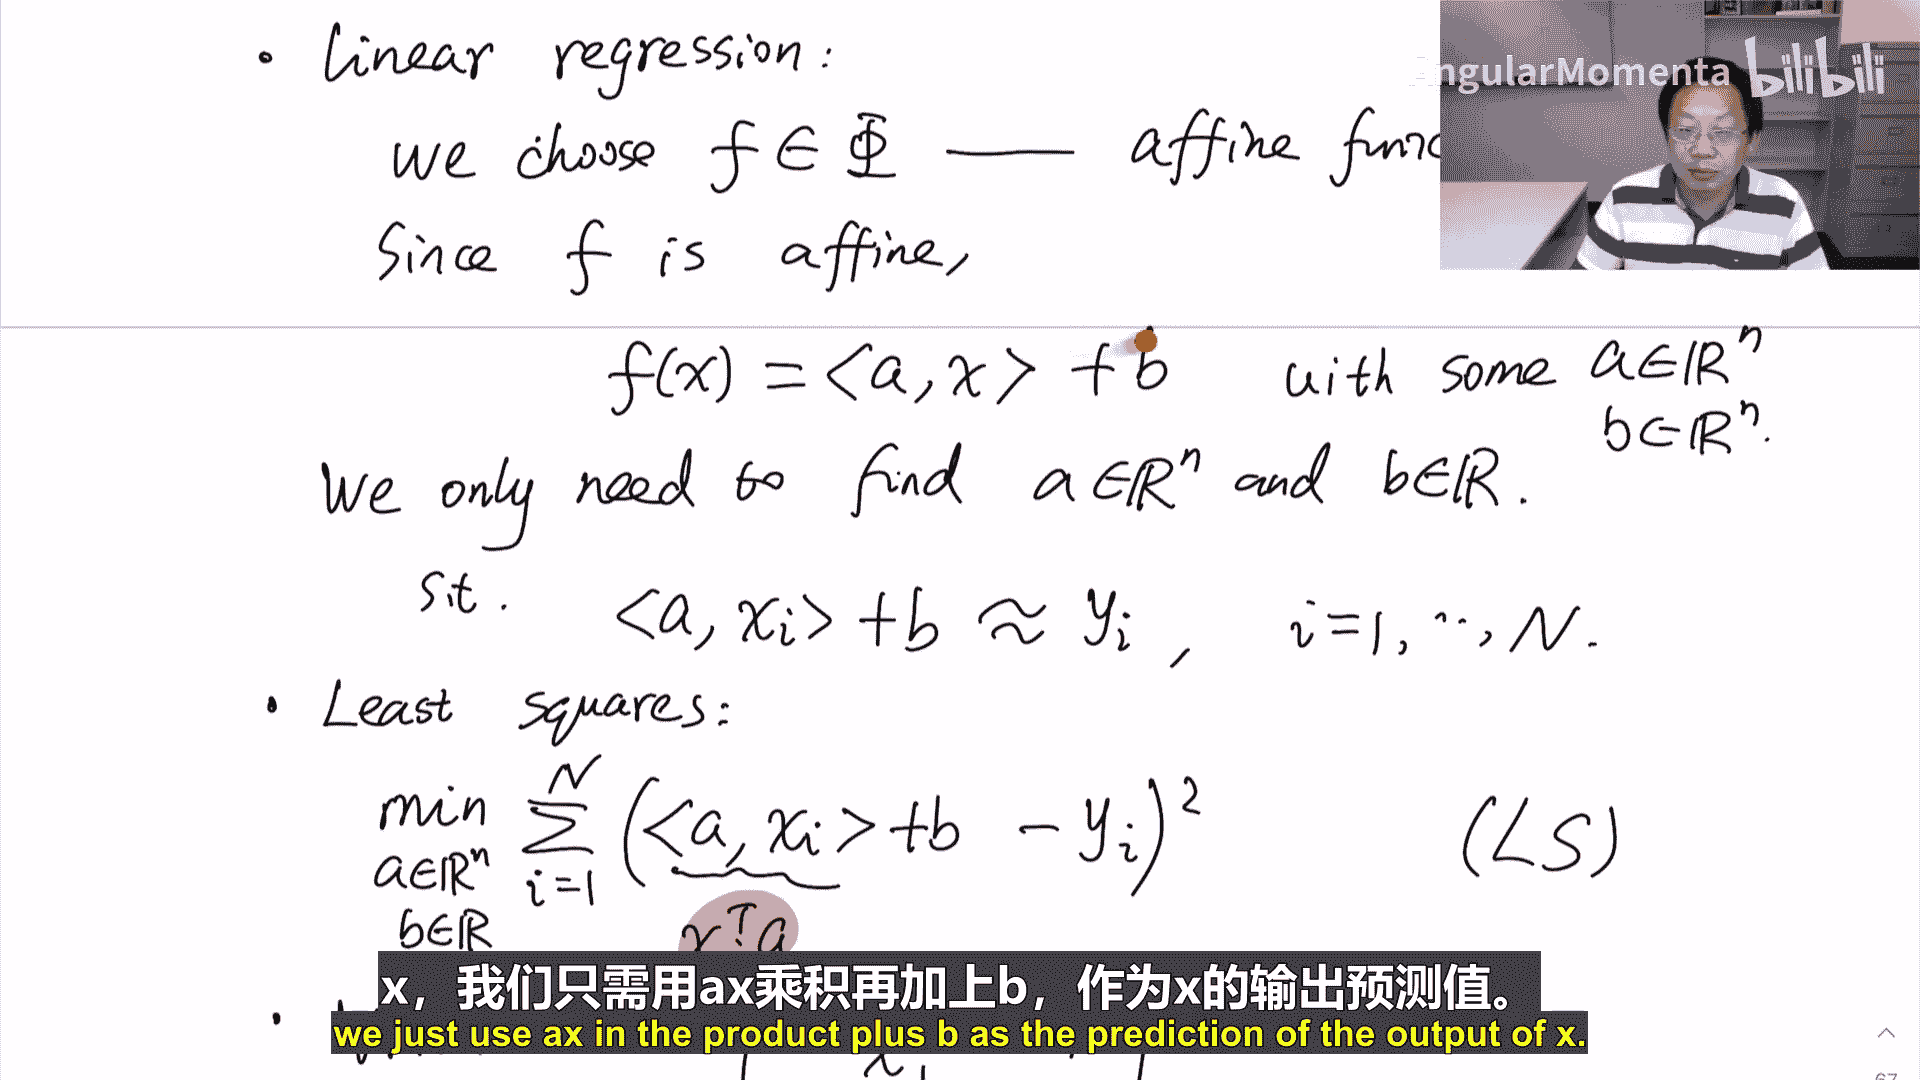 • Linear regression:
AngularMomenta bilibili
we choose f ∈ Φ — affine func
Since f is affine,
f(x) = <a, x> + b with some a∈ℝⁿ
b∈ℝⁿ.
We only need to find a∈ℝⁿ and b∈ℝ.
s.t. <a, xᵢ> + b ≈ yᵢ, i=1, ..., N.
• Least squares:
min ∑ᵢ₌₁ᴺ (<a, xᵢ> + b − yᵢ)² (LS)
a∈ℝⁿ
b∈ℝ
xᵢᵀa
x，我们只需用ax乘积再加上b，作为x的输出预测值。
we just use ax in the product plus b as the prediction of the output of x.